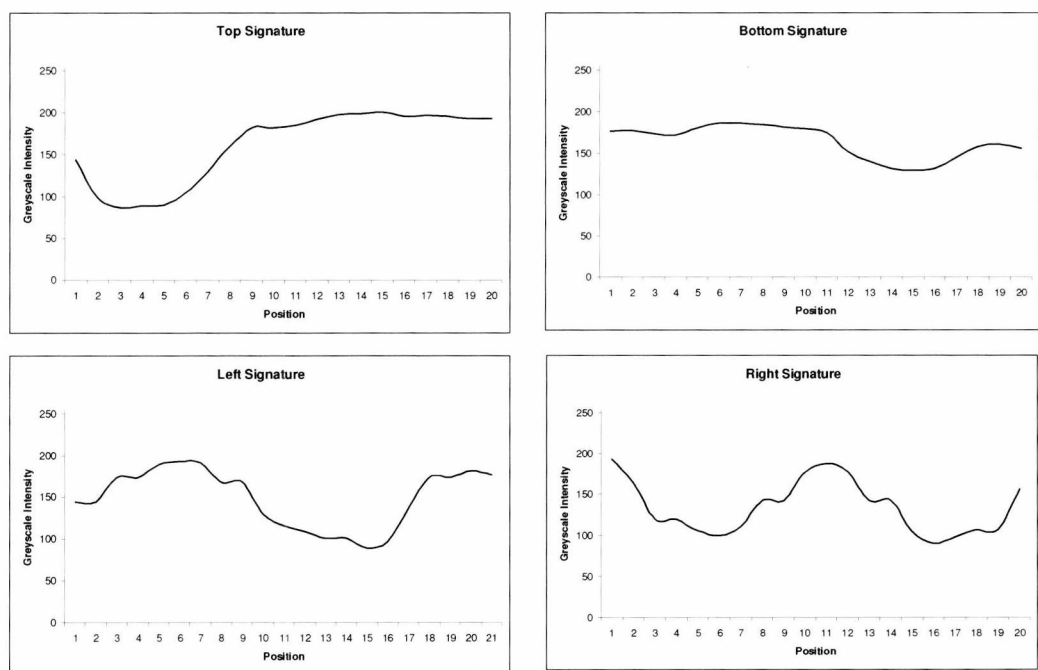 Top Signature
250
200
150
100
50
0
Greyscale Intensity
1 2 3 4 5 6 7 8 9 10 11 12 13 14 15 16 17 18 19 20
Position
Bottom Signature
250
200
150
100
50
0
Greyscale Intensity
1 2 3 4 5 6 7 8 9 10 11 12 13 14 15 16 17 18 19 20
Position
Left Signature
250
200
150
100
50
0
Greyscale Intensity
1 2 3 4 5 6 7 8 9 10 11 12 13 14 15 16 17 18 19 20 21
Position
Right Signature
250
200
150
100
50
0
Greyscale Intensity
1 2 3 4 5 6 7 8 9 10 11 12 13 14 15 16 17 18 19 20
Position